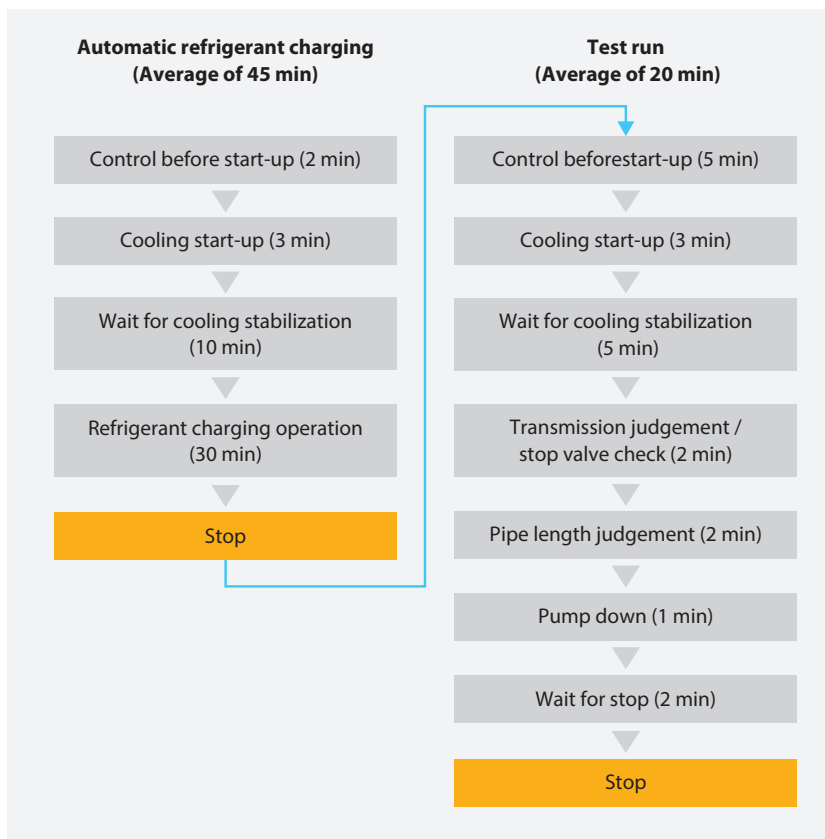 Automatic refrigerant charging
(Average of 45 min)
Control before start-up (2 min)
Cooling start-up (3 min)
Wait for cooling stabilization
(10 min)
Refrigerant charging operation
(30 min)
Stop
Test run
(Average of 20 min)
Control beforestart-up (5 min)
Cooling start-up (3 min)
Wait for cooling stabilization
(5 min)
Transmission judgement /
stop valve check (2 min)
Pipe length judgement (2 min)
Pump down (1 min)
Wait for stop (2 min)
Stop